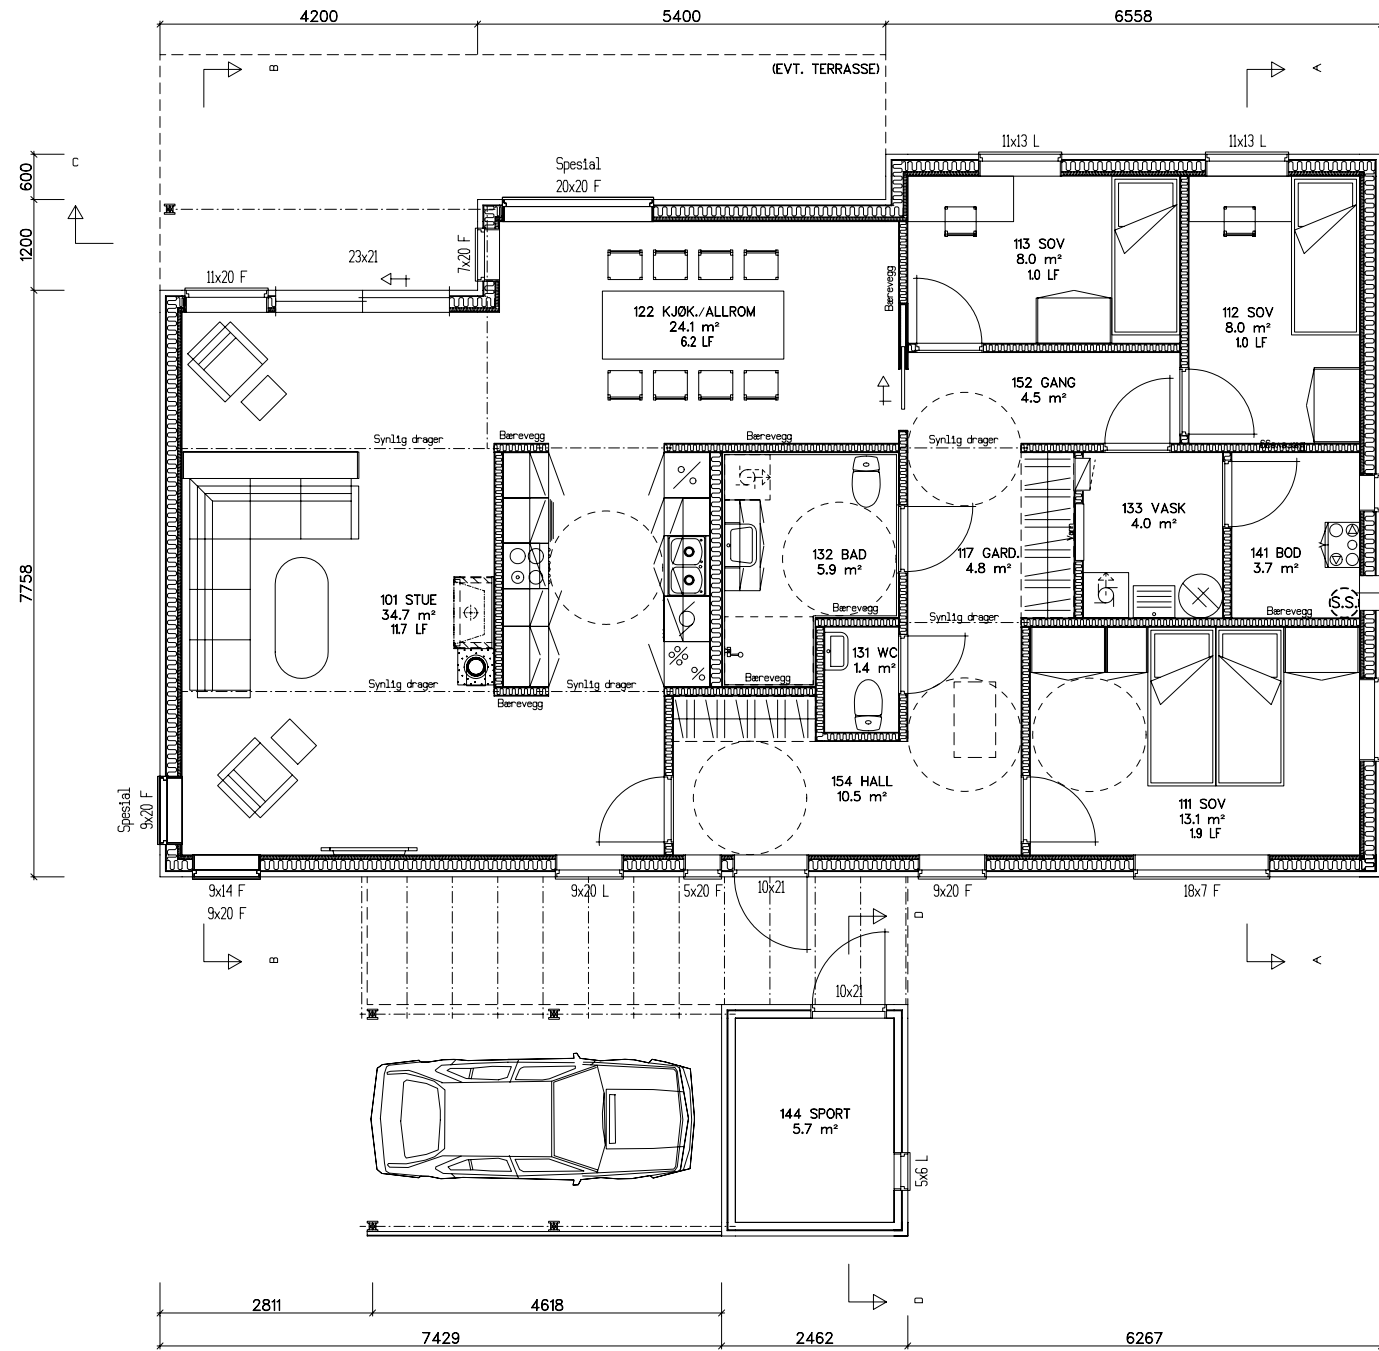 4200
5400
6558
B
(EVT. TERRASSE)
A
C
600
1200
7758
11x13 L
11x13 L
Spesial
20x20 F
7x20 F
23x21
11x20 F
113 SOV
8.0 m²
1.0 LF
112 SOV
8.0 m²
1.0 LF
122 KJØK./ALLROM
24.1 m²
6.2 LF
Bærevegg
152 GANG
4.5 m²
Synlig drager
Bærevegg
Bærevegg
Synlig drager
Bærevegg
133 VASK
4.0 m²
117 GARD.
4.8 m²
132 BAD
5.9 m²
141 BOD
3.7 m²
101 STUE
34.7 m²
11.7 LF
Bærevegg
Synlig drager
Bærevegg
S.S.
131 WC
1.4 m²
Synlig drager
Synlig drager
Bærevegg
Bærevegg
154 HALL
10.5 m²
111 SOV
13.1 m²
1.9 LF
Spesial
9x20 F
9x14 F
9x20 F
9x20 L
5x20 F
10x21
9x20 F
18x7 F
B
D
A
10x21
144 SPORT
5.7 m²
5x6 L
D
2811
4618
7429
2462
6267